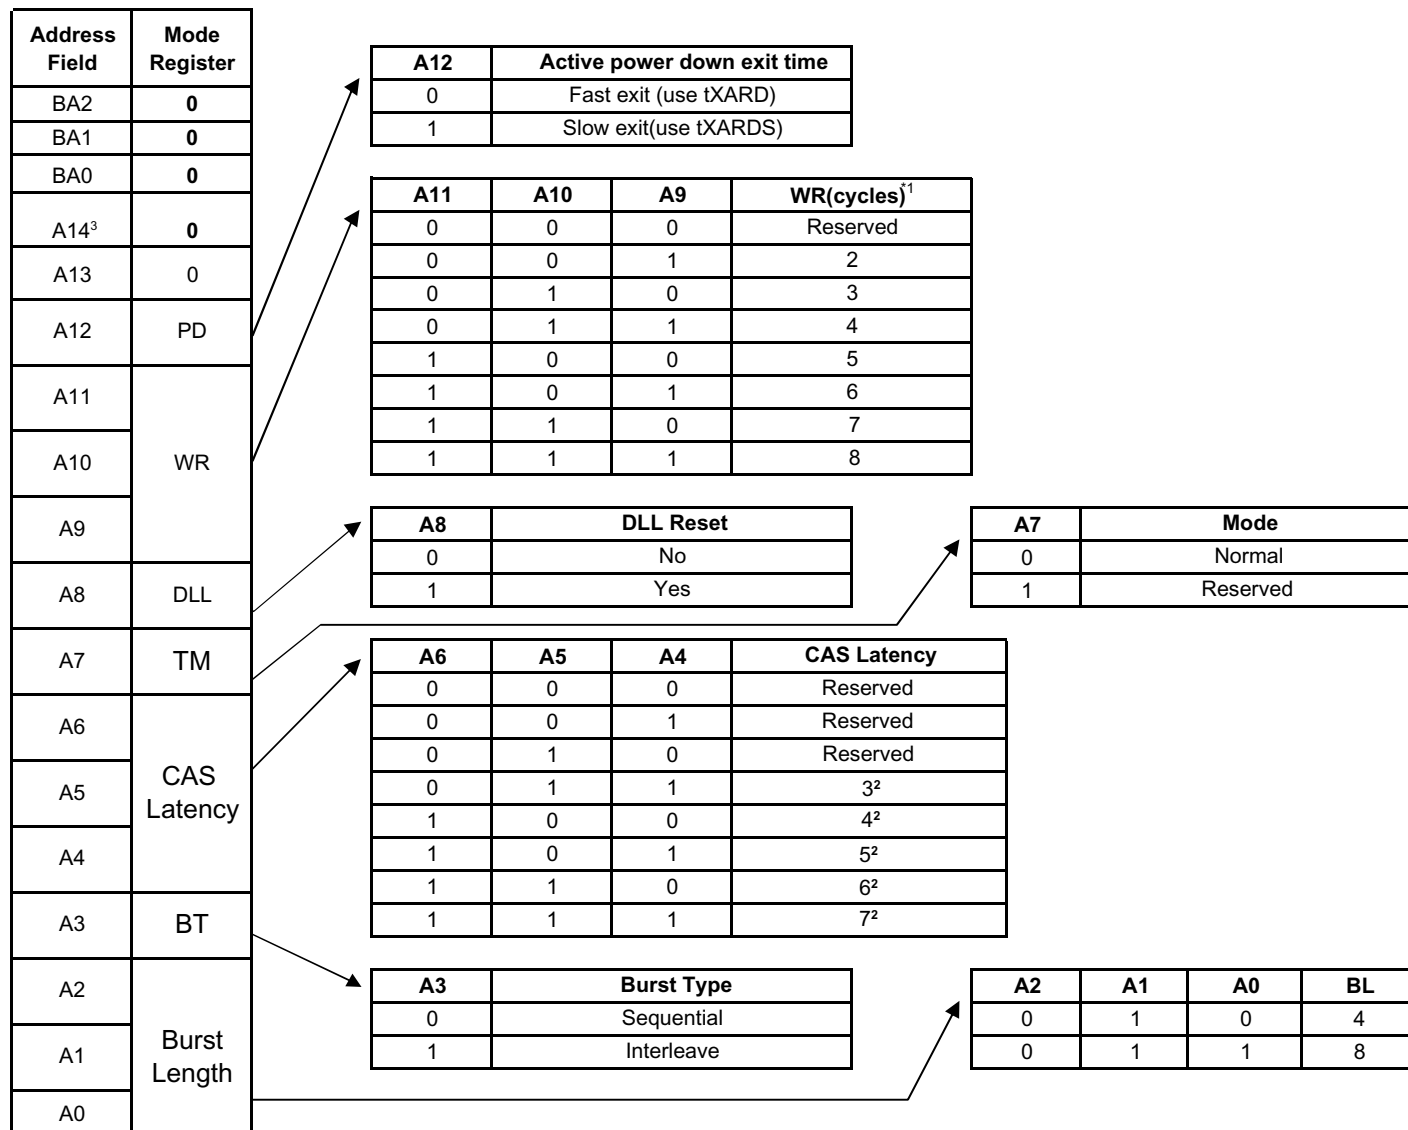 Address Field Mode Register
BA2 0
BA1 0
BA0 0
A14³ 0
A13 0
A12 PD
A11
A10 WR
A9
A8 DLL
A7 TM
A6
A5 CAS Latency
A4
A3 BT
A2
A1 Burst Length
A0
A12 Active power down exit time
0 Fast exit (use tXARD)
1 Slow exit(use tXARDS)
A11 A10 A9 WR(cycles)*1
0 0 0 Reserved
0 0 1 2
0 1 0 3
0 1 1 4
1 0 0 5
1 0 1 6
1 1 0 7
1 1 1 8
A8 DLL Reset
0 No
1 Yes
A7 Mode
0 Normal
1 Reserved
A6 A5 A4 CAS Latency
0 0 0 Reserved
0 0 1 Reserved
0 1 0 Reserved
0 1 1 3²
1 0 0 4²
1 0 1 5²
1 1 0 6²
1 1 1 7²
A3 Burst Type
0 Sequential
1 Interleave
A2 A1 A0 BL
0 1 0 4
0 1 1 8